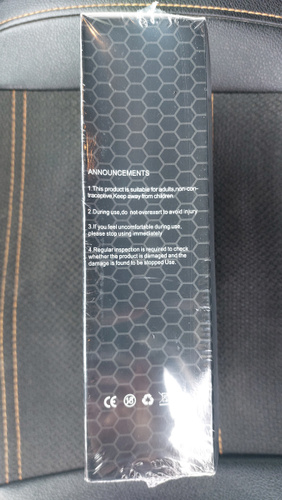 ANNOUNCEMENTS
1.This product is suitable for adults,non-con-
traceptive,Keep away from children
2.During use,do not overexert to avoid injury
3.If you feel uncomfortable during use,
please stop using immediately
4.Regular inspection is required to check
whether the product is damaged and the
damage is found to be stopped Use.
CE